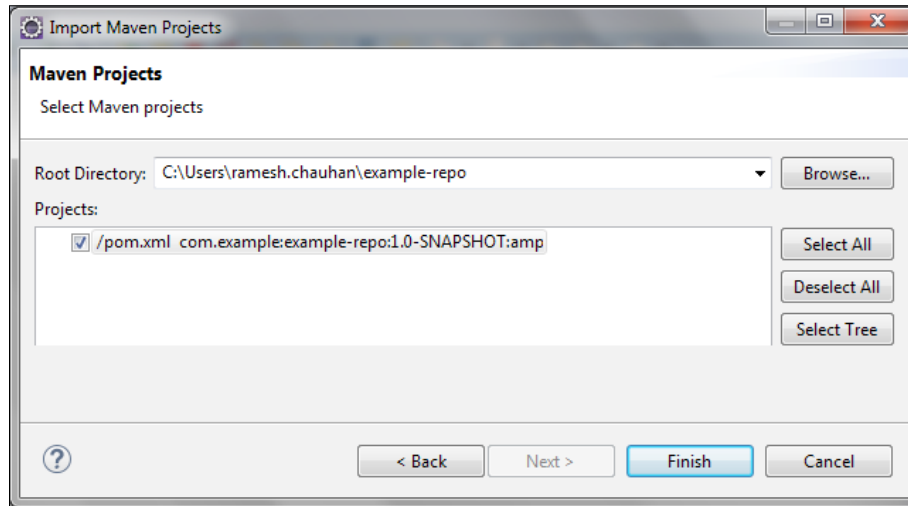 Import Maven Projects
Maven Projects
Select Maven projects
Root Directory: C:\Users\ramesh.chauhan\example-repo Browse...
Projects:
/pom.xml com.example:example-repo:1.0-SNAPSHOT:amp
Select All
Deselect All
Select Tree
? < Back Next > Finish Cancel